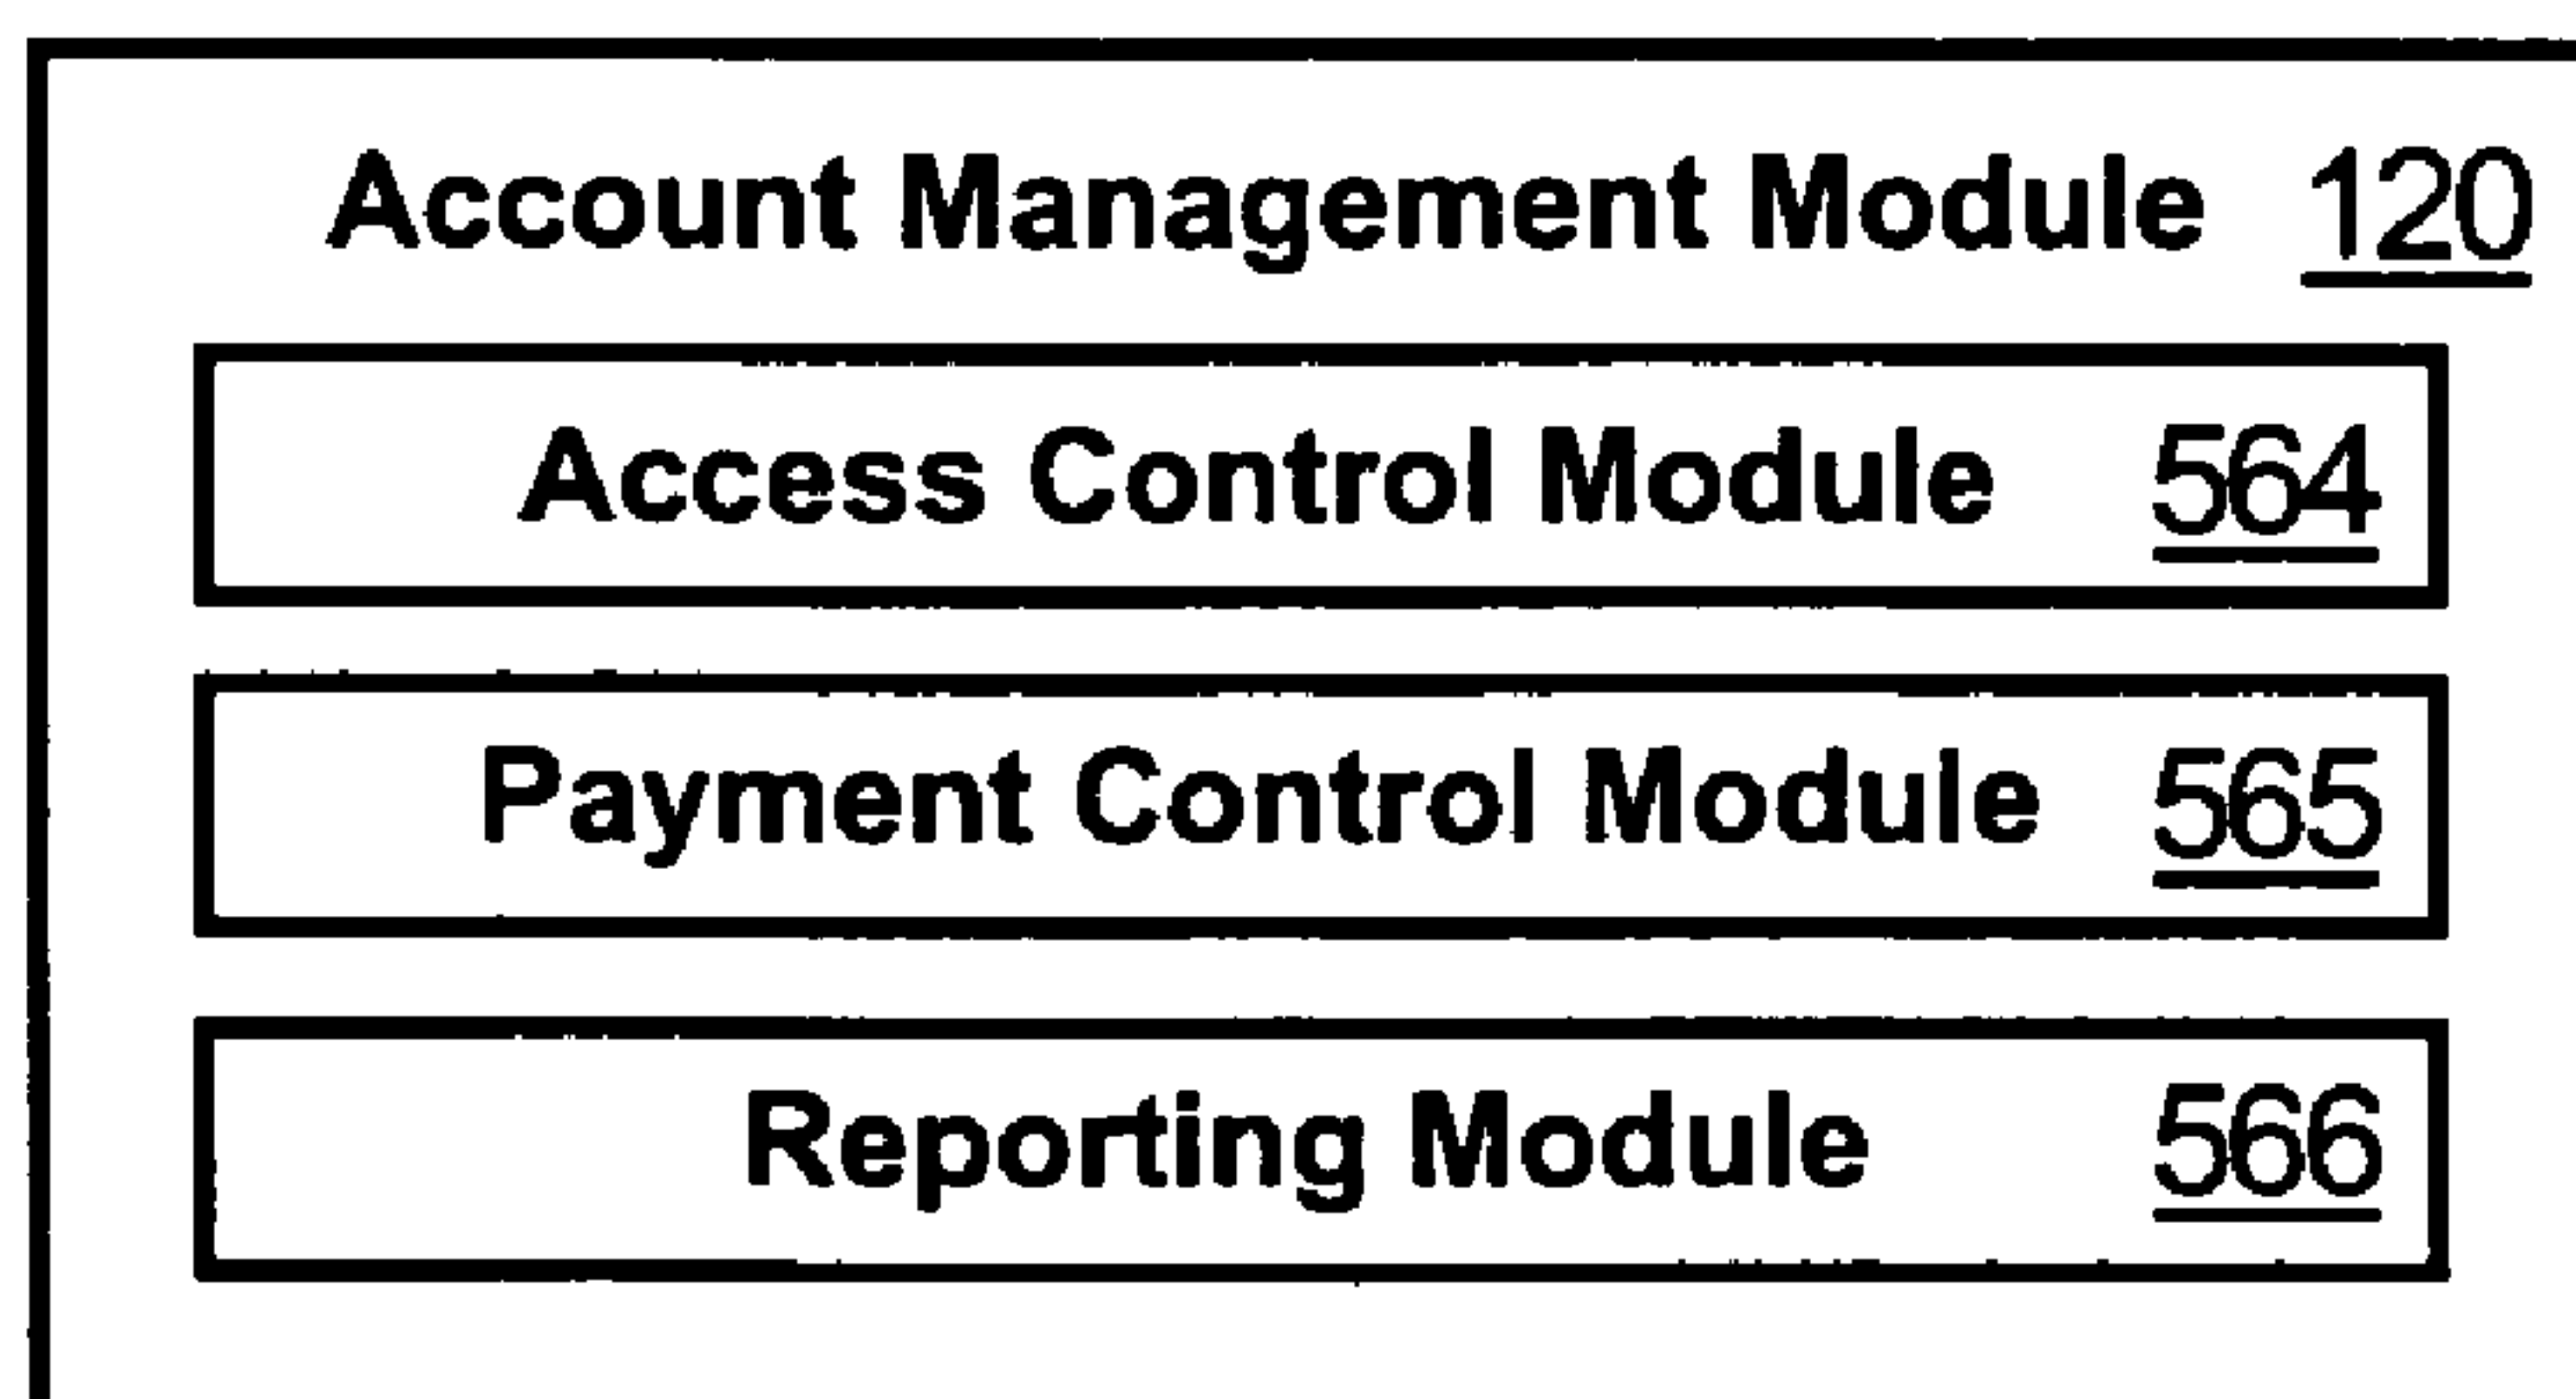 Account Management Module 120
Access Control Module 564
Payment Control Module 565
Reporting Module 566